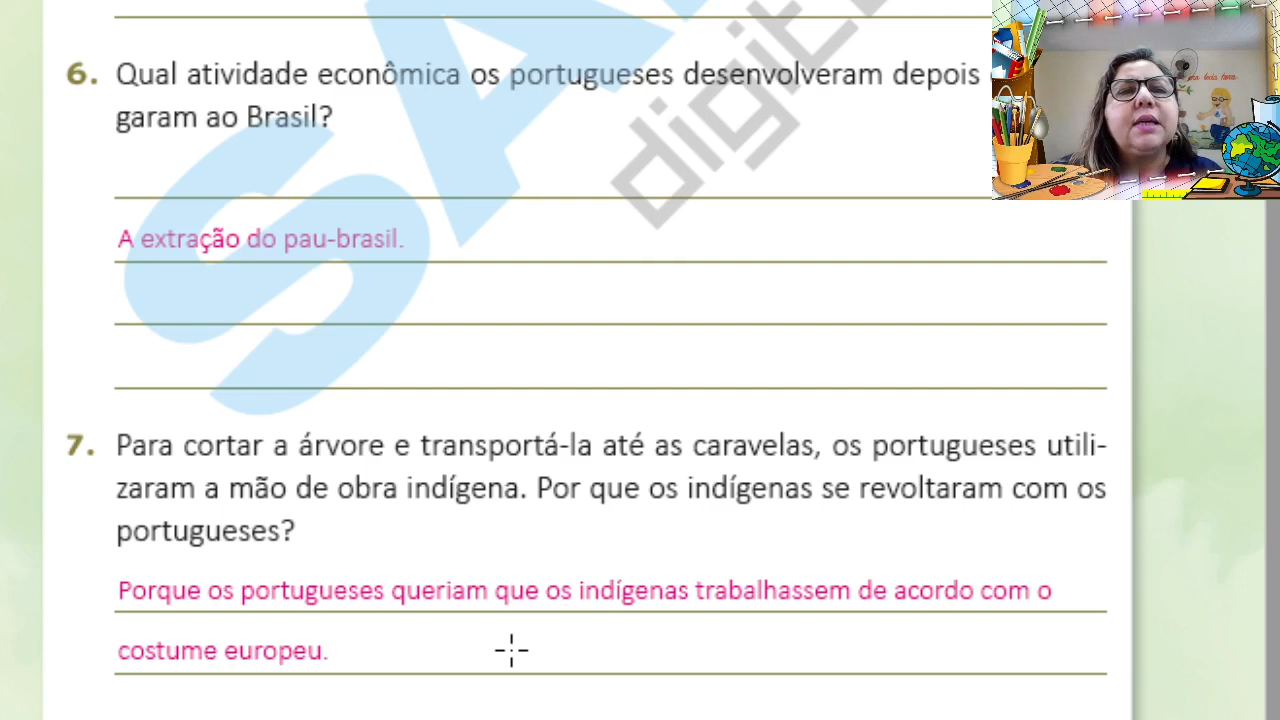 6. Qual atividade econômica os portugueses desenvolveram depois
garam ao Brasil?
A extração do pau-brasil.
7. Para cortar a árvore e transportá-la até as caravelas, os portugueses utili-
zaram a mão de obra indígena. Por que os indígenas se revoltaram com os
portugueses?
Porque os portugueses queriam que os indígenas trabalhassem de acordo com o
costume europeu.